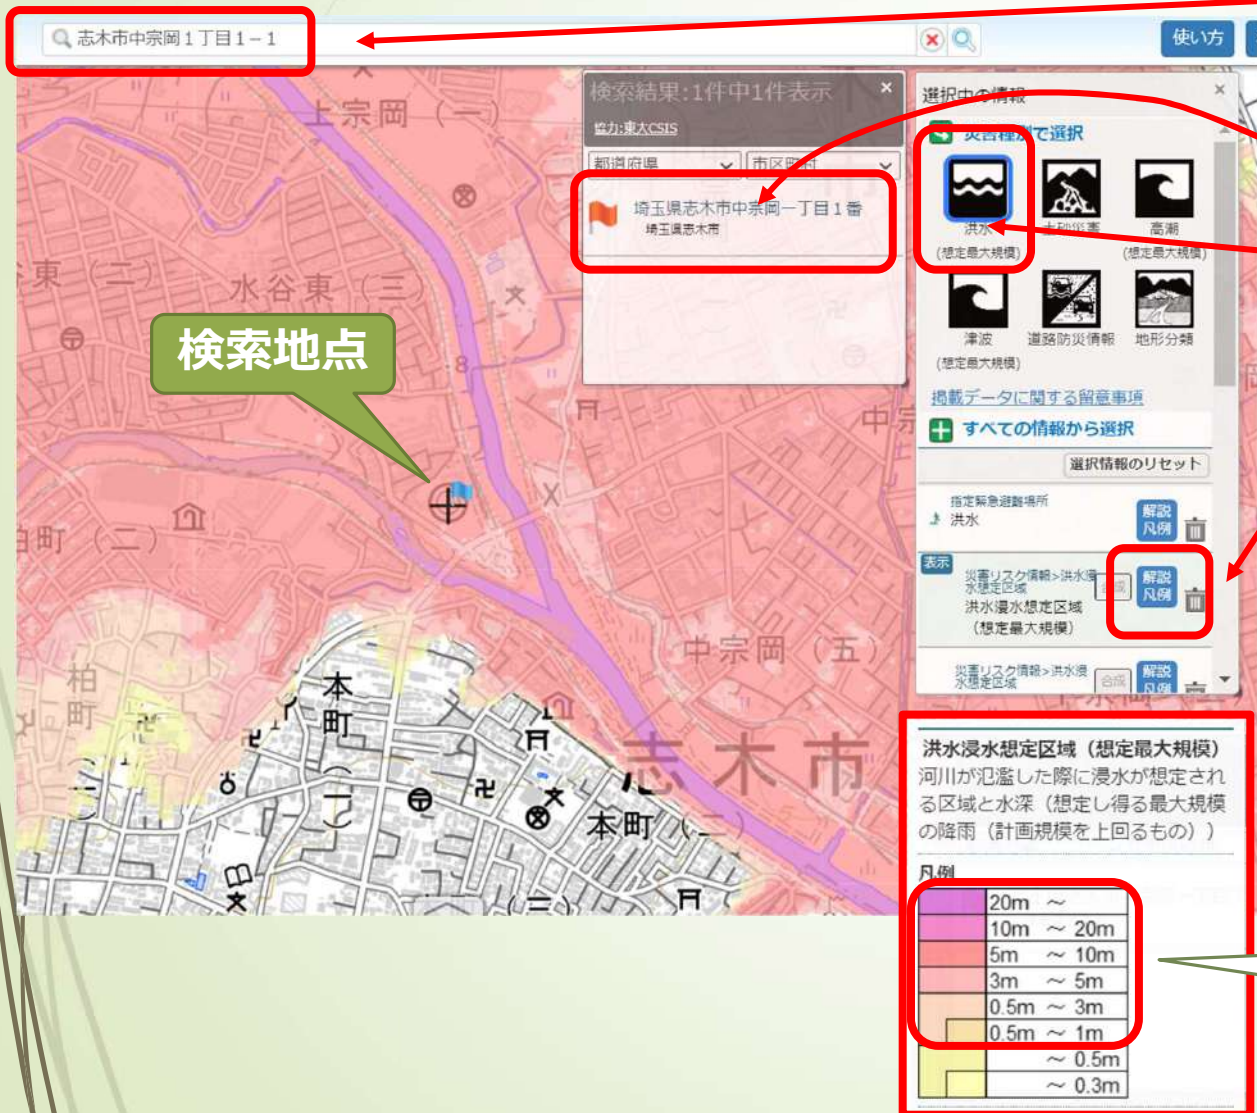 志木市中宗岡１丁目１－１
使い方
検索結果:1件中1件表示
協力:東大CSIS
都道府県
市区町村
埼玉県志木市中宗岡一丁目１番
埼玉県志木市
選択中の情報
災害種別で選択
洪水
(想定最大規模)
土砂災害
高潮
(想定最大規模)
津波
(想定最大規模)
道路防災情報
地形分類
掲載データに関する留意事項
すべての情報から選択
選択情報のリセット
指定緊急避難場所
洪水
解説
凡例
表示
災害リスク情報>洪水浸
水想定区域
洪水浸水想定区域
(想定最大規模)
合成
解説
凡例
災害リスク情報>洪水浸
水想定区域
合成
解説
凡例
上宗岡（一）
水谷東（三）
東（二）
検索地点
8
中宗
町（二）
中宗岡（五）
柏町
本町
志木市
本町（二）
（三）
洪水浸水想定区域（想定最大規模）
河川が氾濫した際に浸水が想定され
る区域と水深（想定し得る最大規模
の降雨（計画規模を上回るもの））
凡例
20m ～
10m ～ 20m
5m ～ 10m
3m ～ 5m
0.5m ～ 3m
0.5m ～ 1m
～ 0.5m
～ 0.3m